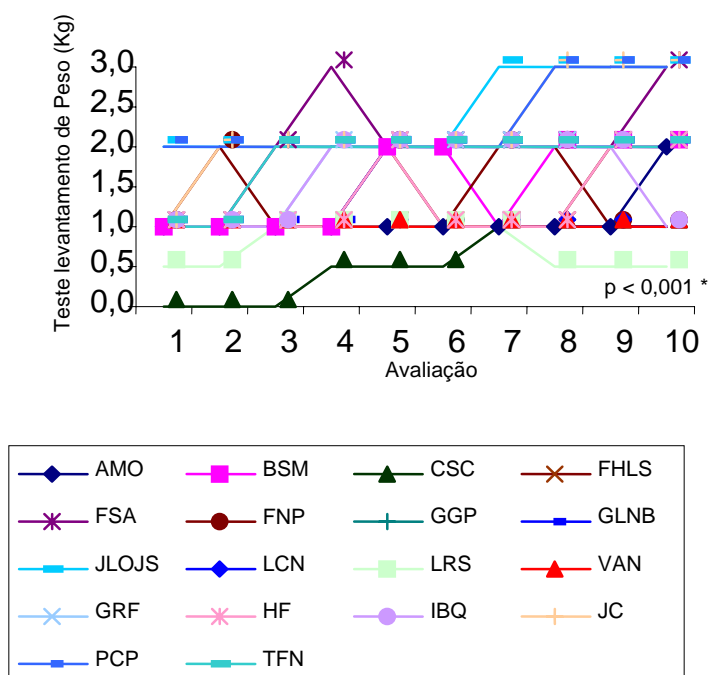 Teste levantamento de Peso (Kg)
3,0
2,5
2,0
1,5
1,0
0,5
0,0
p < 0,001 *
1 2 3 4 5 6 7 8 9 10
Avaliação
AMO BSM CSC FHLS
FSA FNP GGP GLNB
JLOJS LCN LRS VAN
GRF HF IBQ JC
PCP TFN